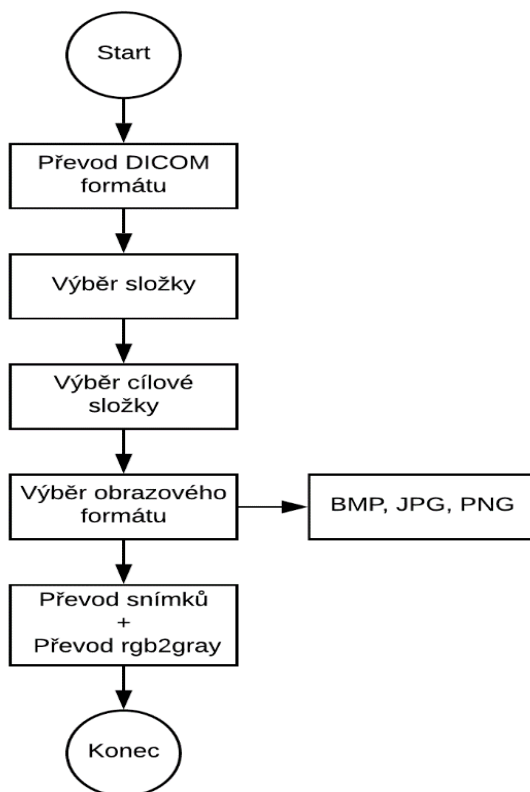 Start
Převod DICOM
formátu
Výběr složky
Výběr cílové
složky
Výběr obrazového
formátu
BMP, JPG, PNG
Převod snímků
+
Převod rgb2gray
Konec